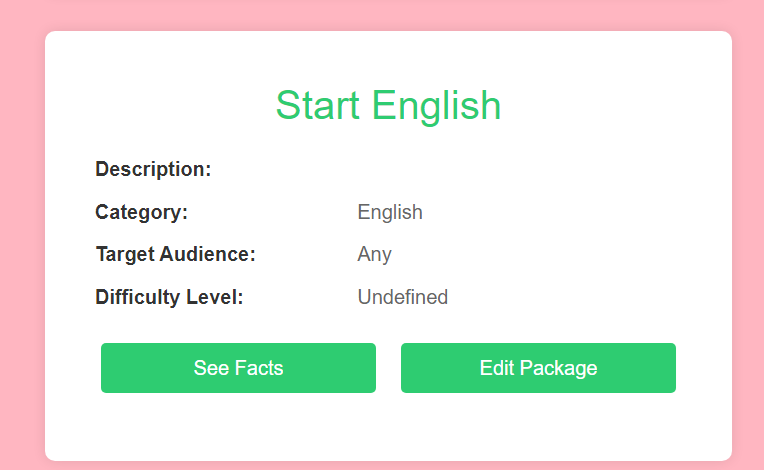 Start English
Description:
Category: English
Target Audience: Any
Difficulty Level: Undefined
See Facts Edit Package